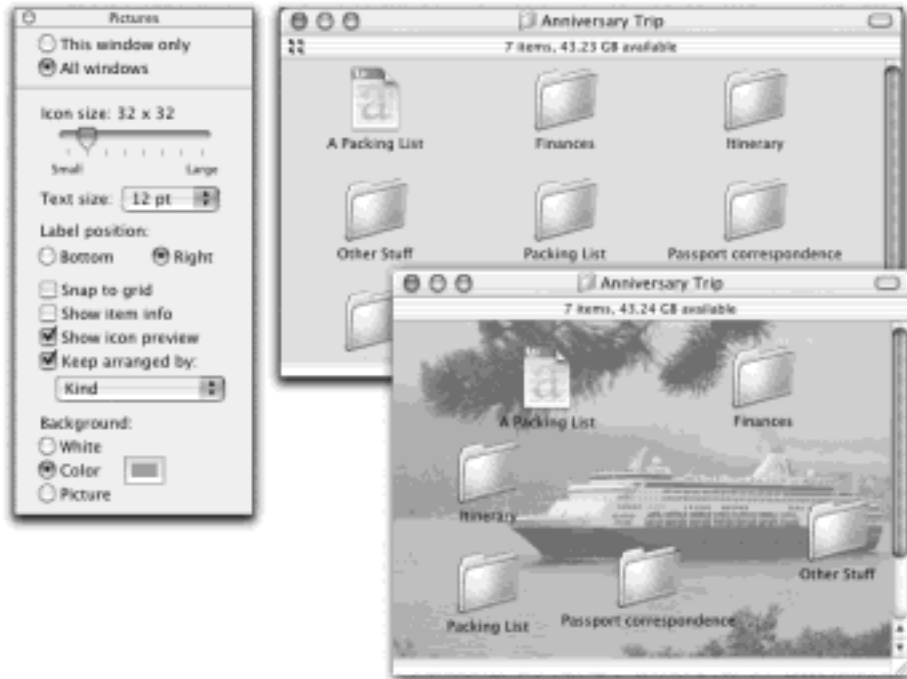 Pictures
This window only
All windows
Icon size: 32 x 32
Small Large
Text size: 12 pt
Label position:
Bottom Right
Snap to grid
Show item info
Show icon preview
Keep arranged by:
Kind
Background:
White
Color
Picture
Anniversary Trip
7 items, 43.23 GB available
A Packing List
Finances
Itinerary
Other Stuff
Packing List
Passport correspondence
Anniversary Trip
7 items, 43.24 GB available
A Packing List
Finances
Itinerary
Other Stuff
Packing List
Passport correspondence